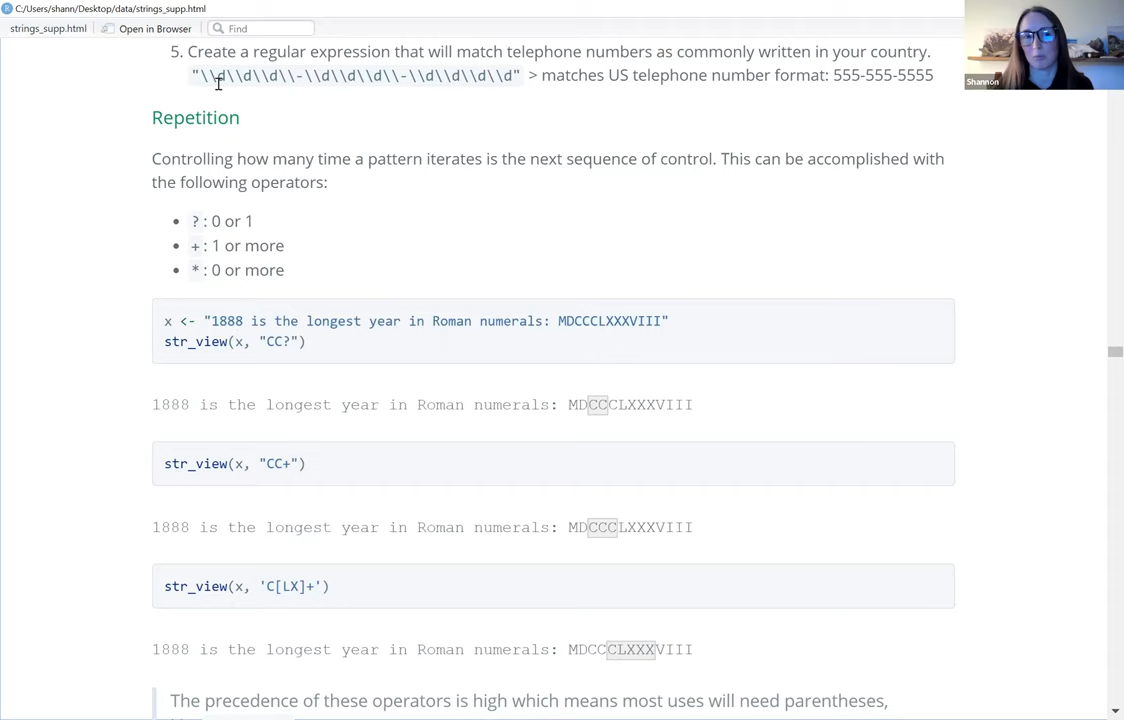 C:/Users/shann/Desktop/data/strings_supp.html
strings_supp.html Open in Browser Find
5. Create a regular expression that will match telephone numbers as commonly written in your country.
"\\d\\d\\d\\-\\d\\d\\d\\-\\d\\d\\d\\d" > matches US telephone number format: 555-555-5555
Shannon
Repetition
Controlling how many time a pattern iterates is the next sequence of control. This can be accomplished with
the following operators:
• ? : 0 or 1
• + : 1 or more
• * : 0 or more
x <- "1888 is the longest year in Roman numerals: MDCCCLXXXVIII"
str_view(x, "CC?")
1888 is the longest year in Roman numerals: MDCCCLXXXVIII
str_view(x, "CC+")
1888 is the longest year in Roman numerals: MDCCCLXXXVIII
str_view(x, 'C[LX]+')
1888 is the longest year in Roman numerals: MDCCCLXXXVIII
The precedence of these operators is high which means most uses will need parentheses,